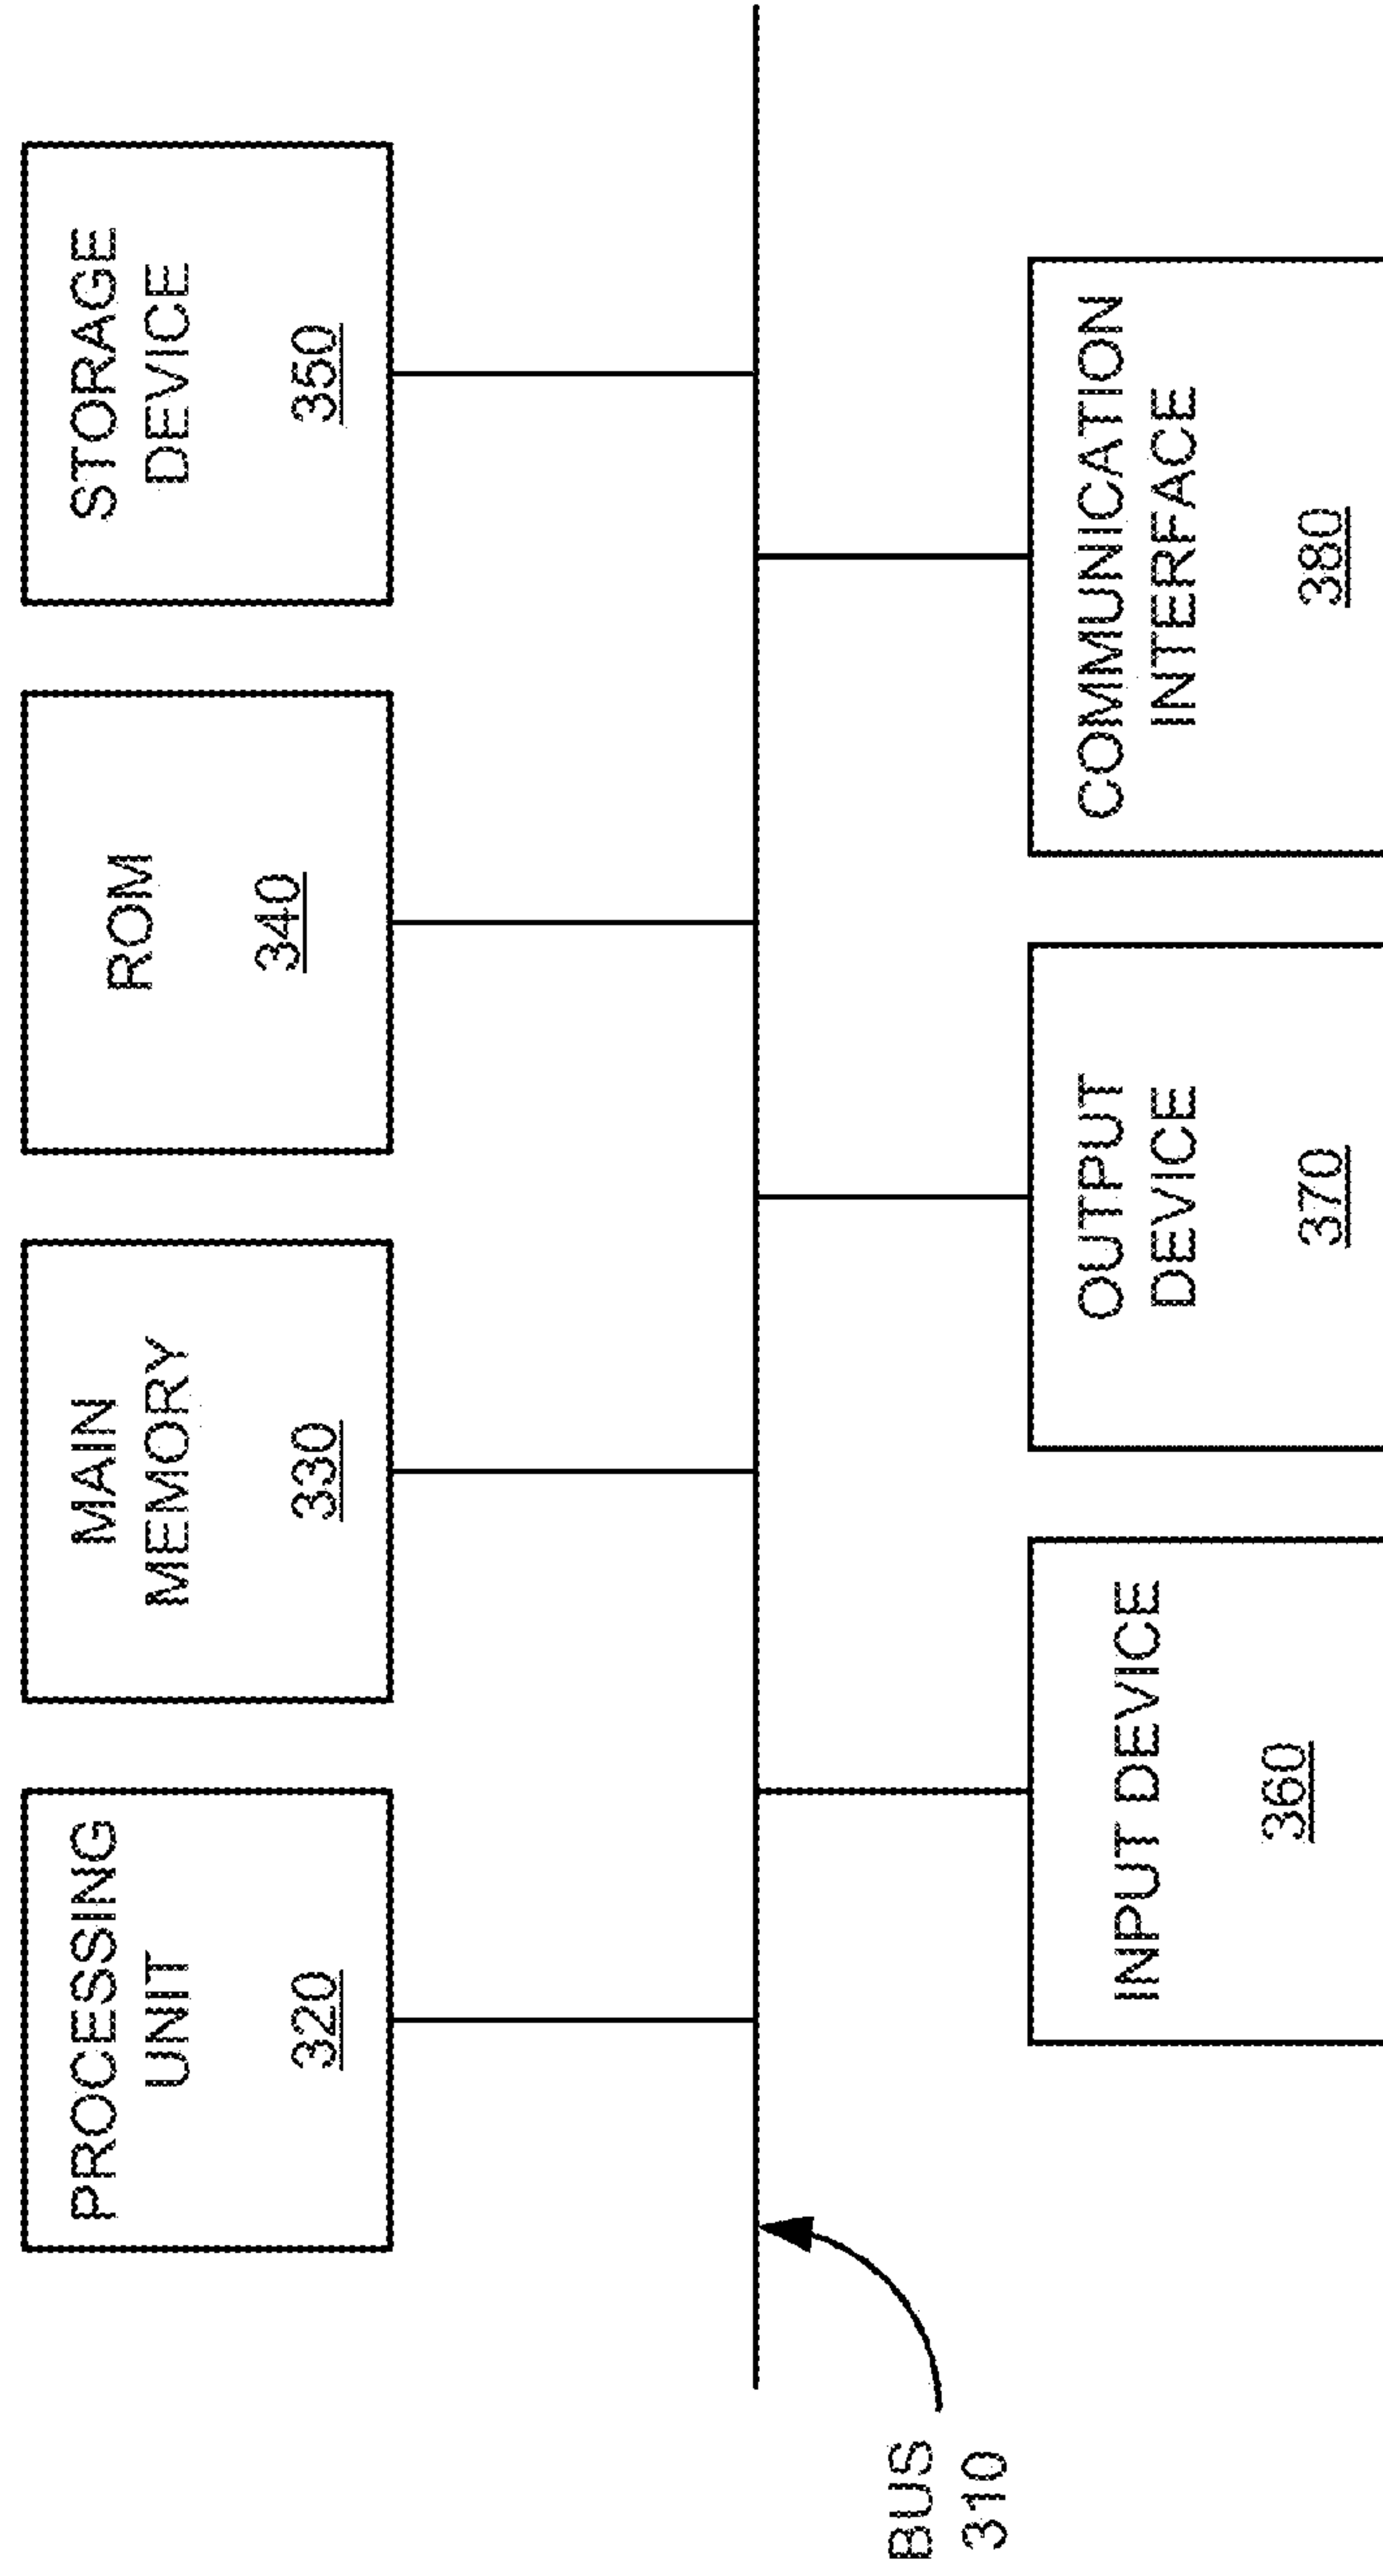 PROCESSING
UNIT
320
MAIN
MEMORY
330
ROM
340
STORAGE
DEVICE
350
BUS
310
INPUT DEVICE
360
OUTPUT
DEVICE
370
COMMUNICATION
INTERFACE
380